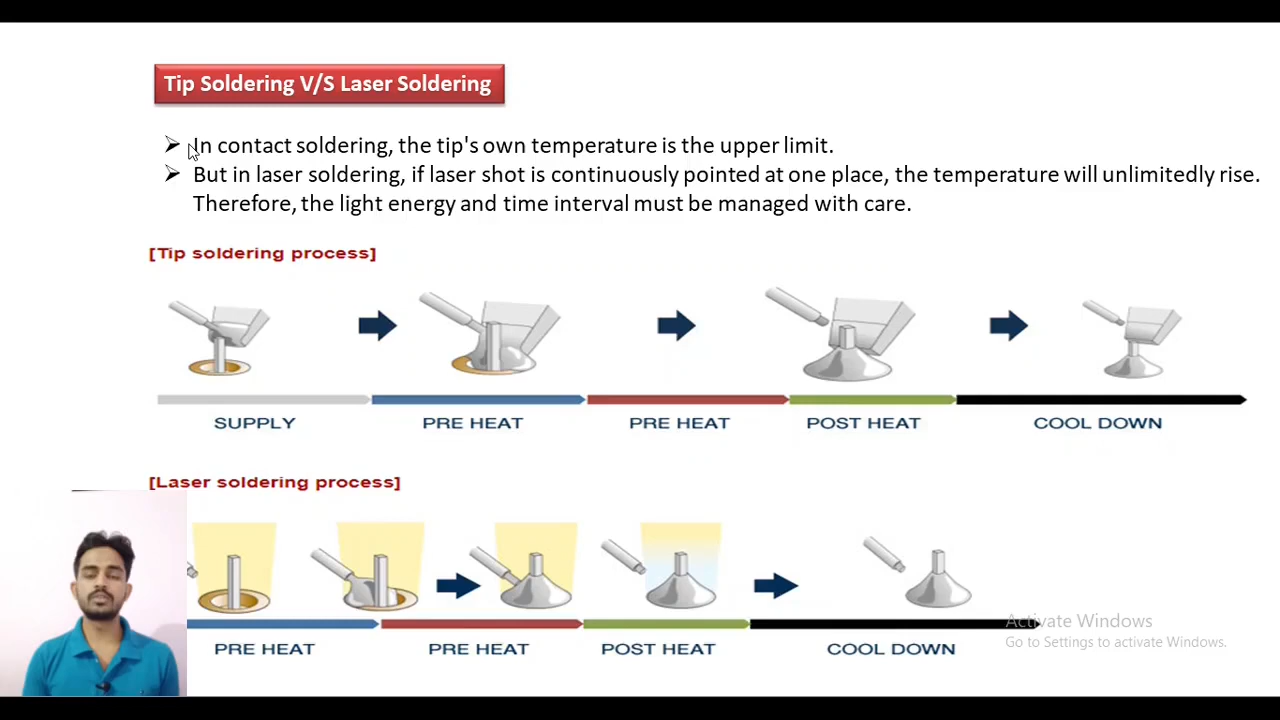 Tip Soldering V/S Laser Soldering
In contact soldering, the tip's own temperature is the upper limit.
But in laser soldering, if laser shot is continuously pointed at one place, the temperature will unlimitedly rise.
Therefore, the light energy and time interval must be managed with care.
[Tip soldering process]
SUPPLY PRE HEAT PRE HEAT POST HEAT COOL DOWN
[Laser soldering process]
PRE HEAT PRE HEAT POST HEAT COOL DOWN
Activate Windows
Go to Settings to activate Windows.